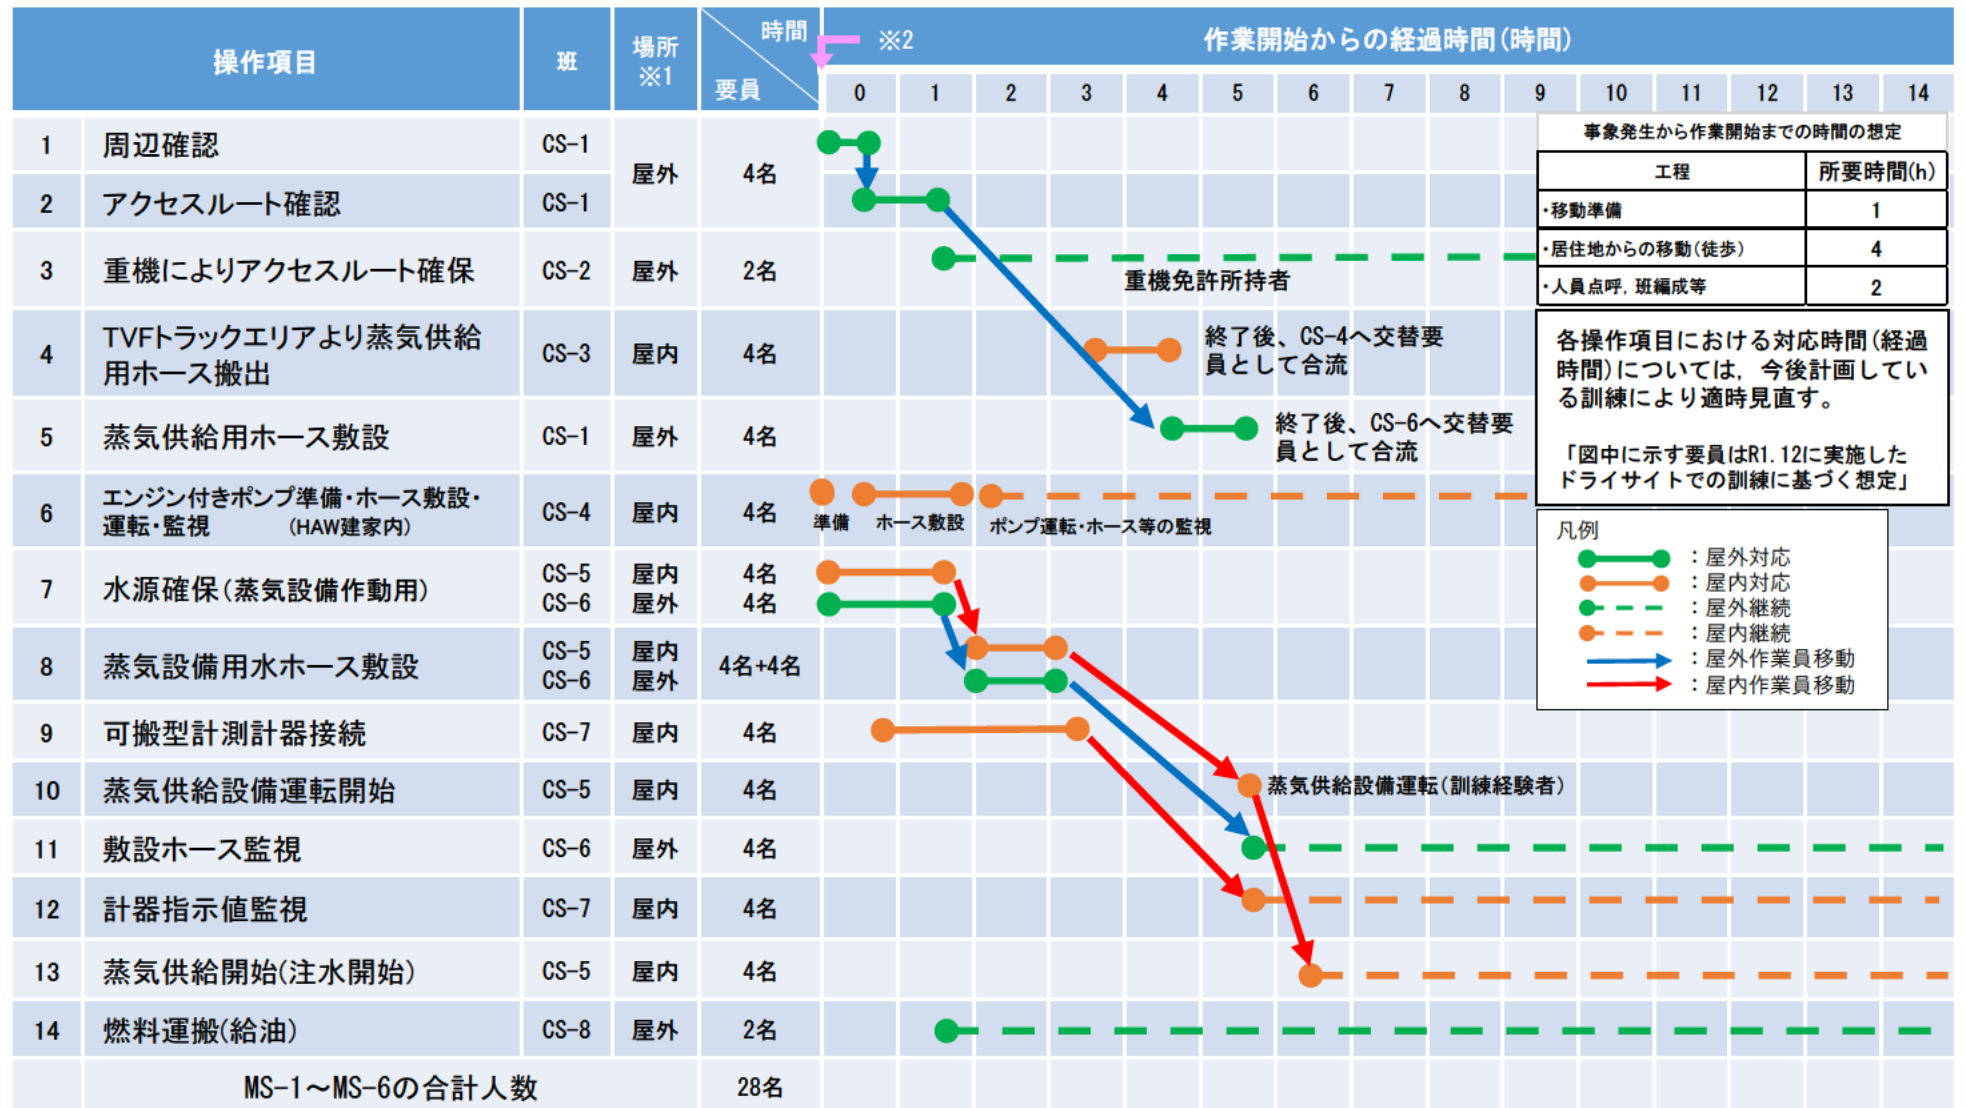 操作項目 班 場所 ※1 時間 要員 ※2 作業開始からの経過時間(時間)
0 1 2 3 4 5 6 7 8 9 10 11 12 13 14
1 周辺確認 CS-1 屋外 4名
2 アクセスルート確認 CS-1
3 重機によりアクセスルート確保 CS-2 屋外 2名
重機免許所持者
4 TVFトラックエリアより蒸気供給
用ホース搬出 CS-3 屋内 4名
終了後、CS-4へ交替要
員として合流
5 蒸気供給用ホース敷設 CS-1 屋外 4名
終了後、CS-6へ交替要
員として合流
6 エンジン付きポンプ準備・ホース敷設・
運転・監視 (HAW建家内) CS-4 屋内 4名
準備 ホース敷設 ポンプ運転・ホース等の監視
7 水源確保(蒸気設備作動用) CS-5 屋内 4名
CS-6 屋外 4名
8 蒸気設備用水ホース敷設 CS-5 屋内 4名+4名
CS-6 屋外
9 可搬型計測計器接続 CS-7 屋内 4名
10 蒸気供給設備運転開始 CS-5 屋内 4名
蒸気供給設備運転(訓練経験者)
11 敷設ホース監視 CS-6 屋外 4名
12 計器指示値監視 CS-7 屋内 4名
13 蒸気供給開始(注水開始) CS-5 屋内 4名
14 燃料運搬(給油) CS-8 屋外 2名
MS-1～MS-6の合計人数 28名
事象発生から作業開始までの時間の想定
工程 所要時間(h)
・移動準備 1
・居住地からの移動(徒歩) 4
・人員点呼，班編成等 2
各操作項目における対応時間(経過
時間)については，今後計画してい
る訓練により適時見直す。
「図中に示す要員はR1.12に実施した
ドライサイトでの訓練に基づく想定」
凡例
：屋外対応
：屋内対応
：屋外継続
：屋内継続
：屋外作業員移動
：屋内作業員移動